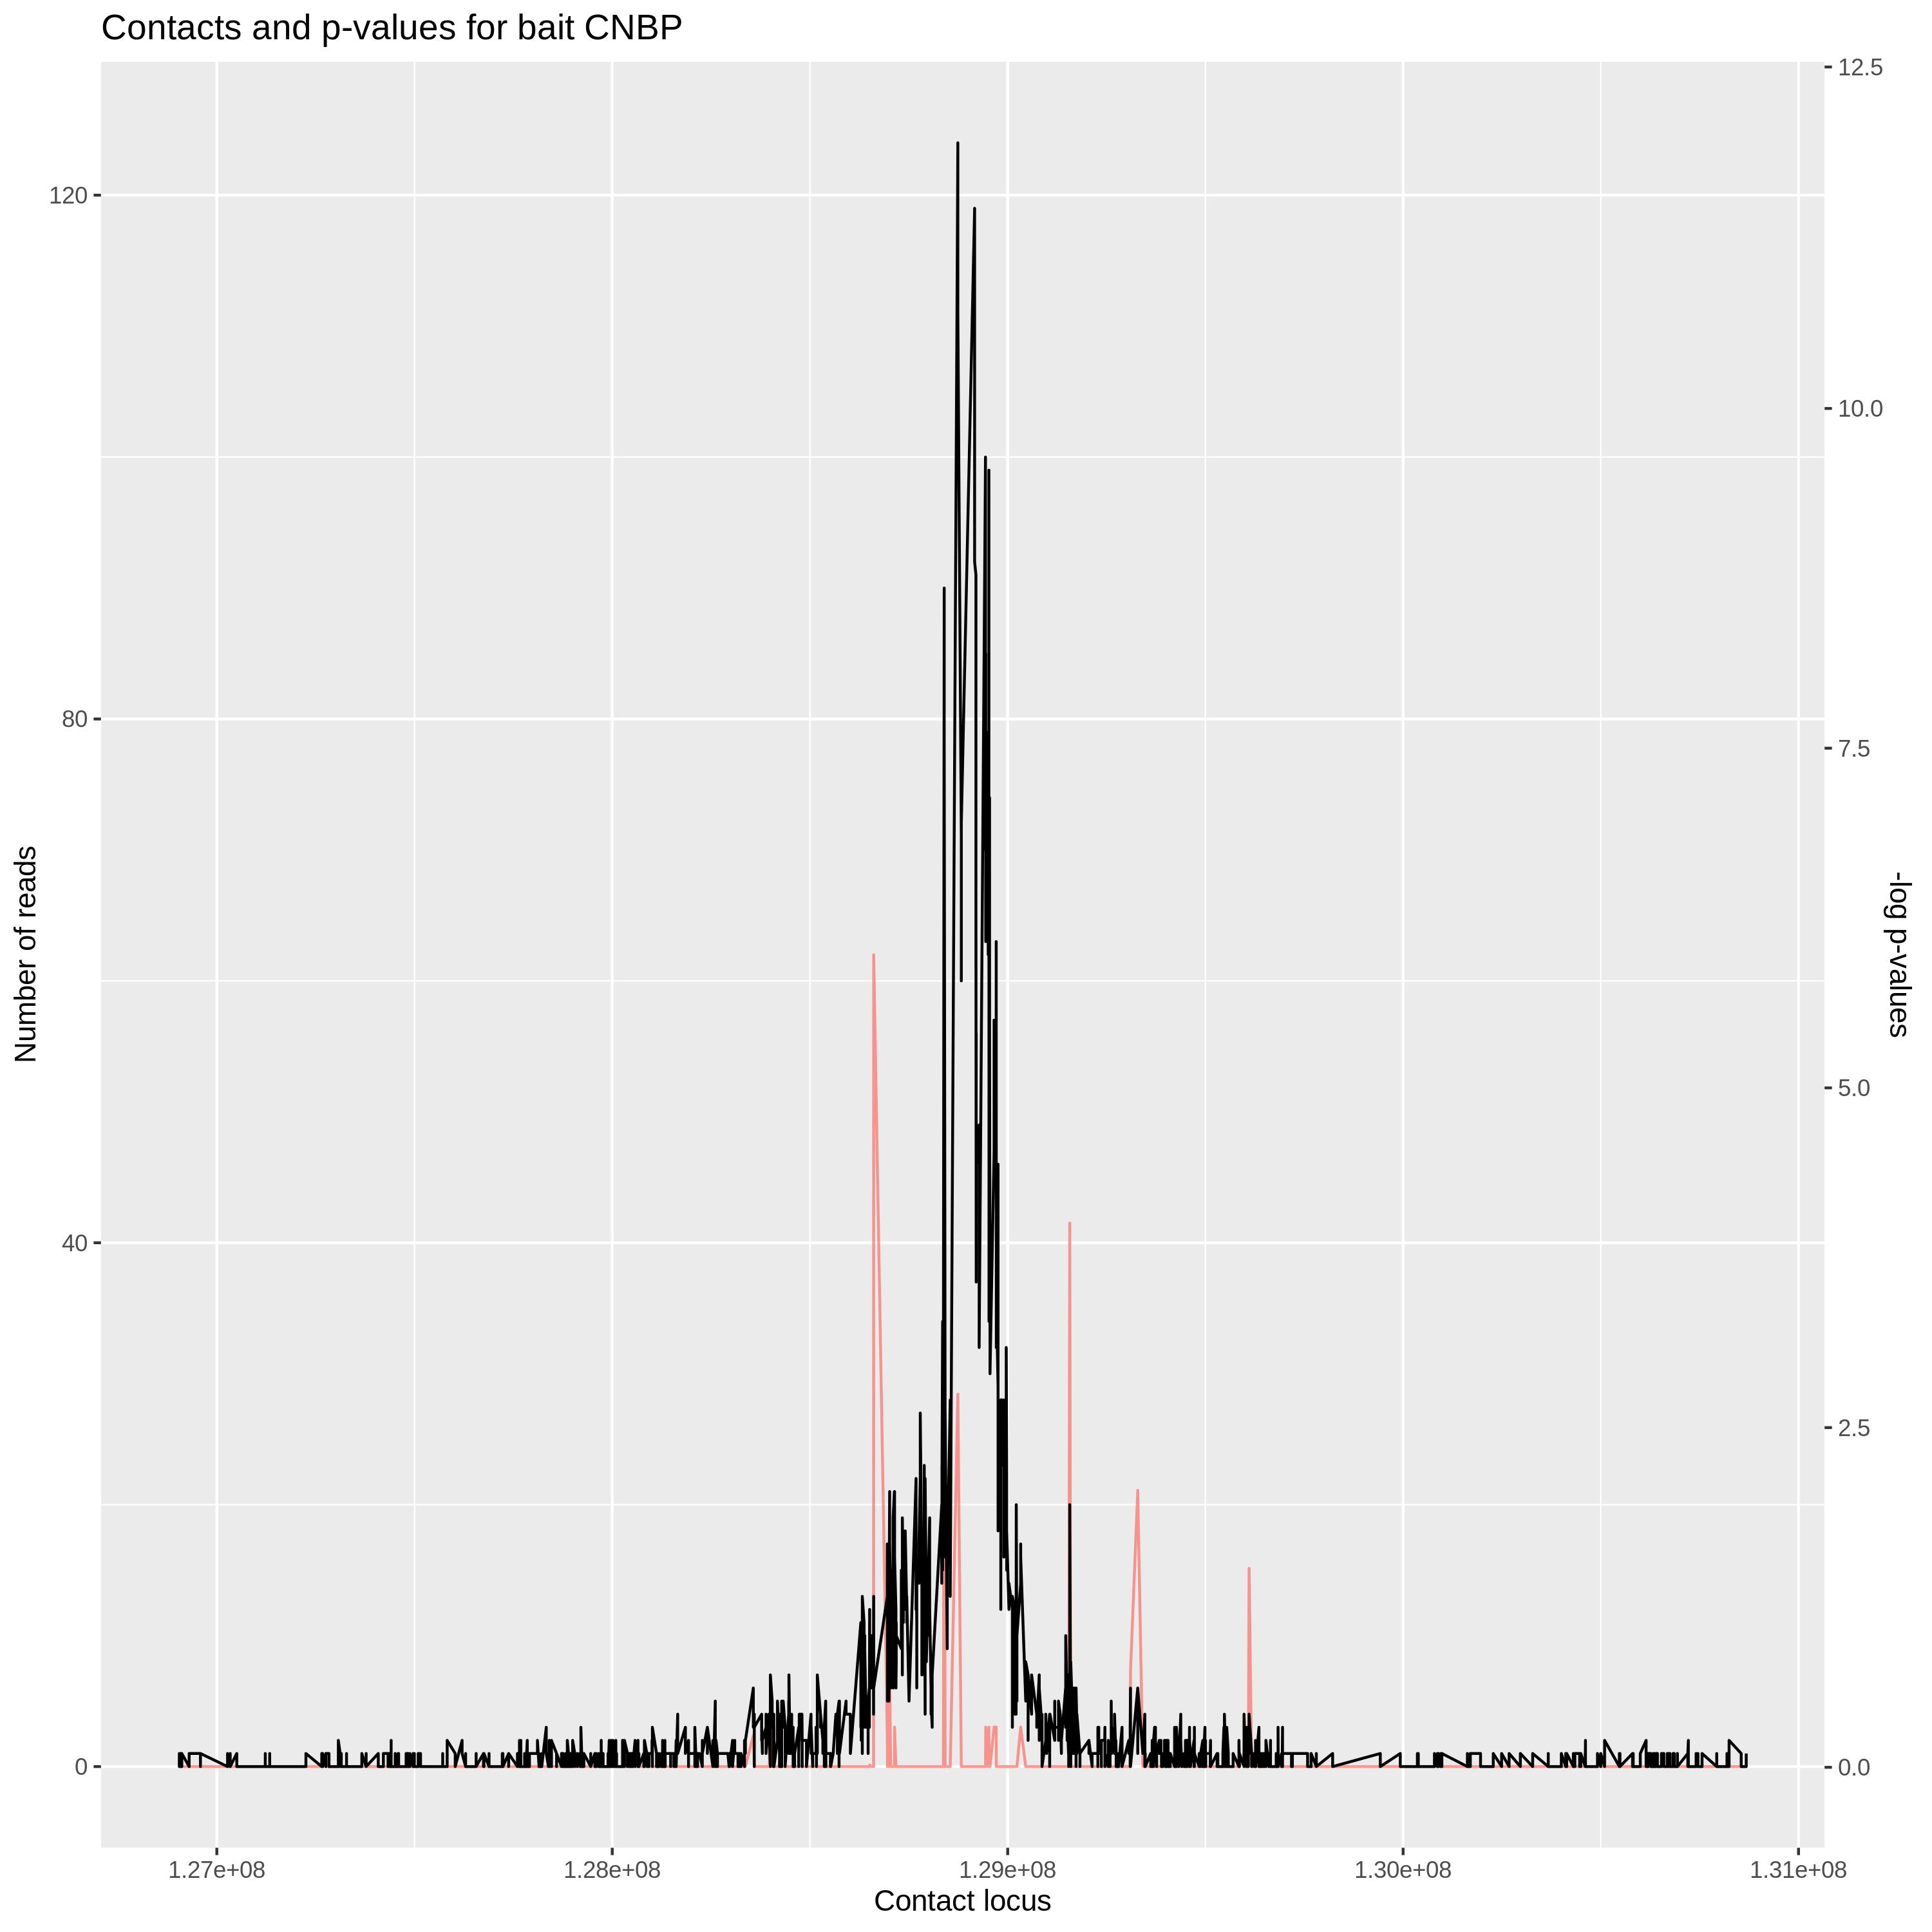 Contacts and p-values for bait CNBP
12.5
120
10.0
80
7.5
Number of reads
-log p-values
5.0
40
2.5
0
0.0
1.27e+08
1.28e+08
1.29e+08
1.30e+08
1.31e+08
Contact locus